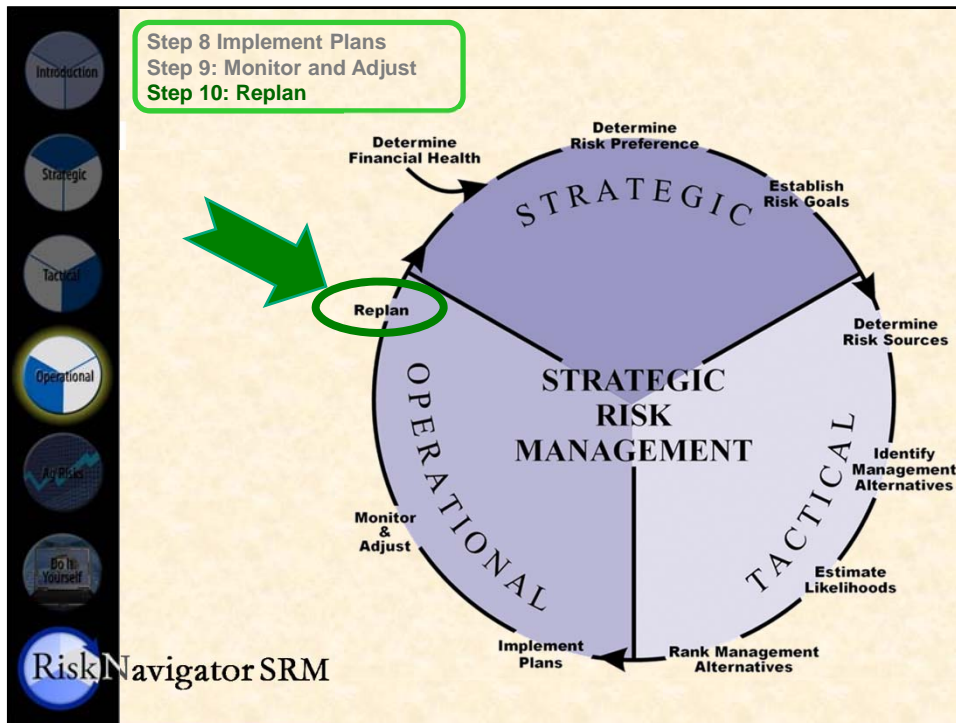 Step 8 Implement Plans
Step 9: Monitor and Adjust
Step 10: Replan
Introduction
Strategic
Tactical
Operational
Ag Risks
Do It
Yourself
Risk Navigator SRM
Determine
Financial Health
Determine
Risk Preference
Establish
Risk Goals
STRATEGIC
Determine
Risk Sources
Identify
Management
Alternatives
Estimate
Likelihoods
Rank Management
Alternatives
TACTICAL
Implement
Plans
Monitor
&
Adjust
Replan
OPERATIONAL
STRATEGIC
RISK
MANAGEMENT